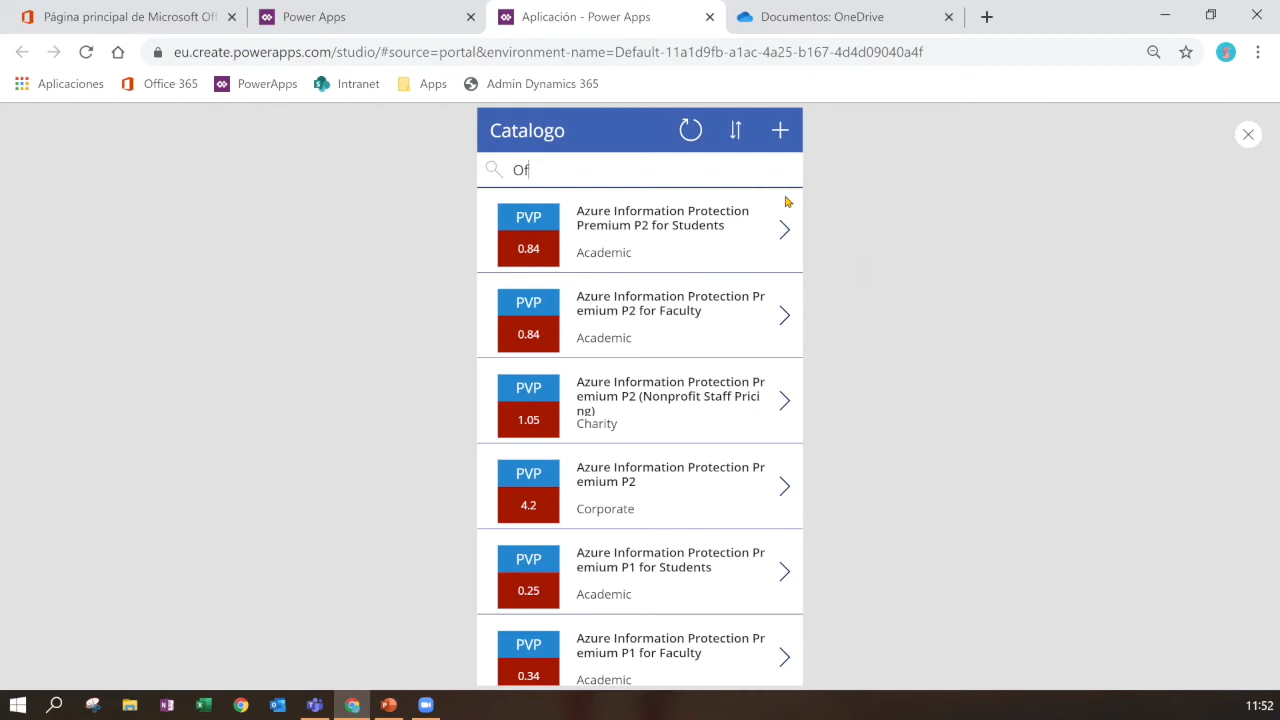 Página principal de Microsoft Off
Power Apps
Aplicación - Power Apps
Documentos: OneDrive
eu.create.powerapps.com/studio/#source=portal&environment-name=Default-11a1d9fb-a1ac-4a25-b167-4d4d09040a4f
Aplicaciones
Office 365
PowerApps
Intranet
Apps
Admin Dynamics 365
Catalogo
Of
PVP
0.84
Azure Information Protection
Premium P2 for Students
Academic
PVP
0.84
Azure Information Protection Pr
emium P2 for Faculty
Academic
PVP
1.05
Azure Information Protection Pr
emium P2 (Nonprofit Staff Prici
ng)
Charity
PVP
4.2
Azure Information Protection Pr
emium P2
Corporate
PVP
0.25
Azure Information Protection Pr
emium P1 for Students
Academic
PVP
0.34
Azure Information Protection Pr
emium P1 for Faculty
Academic
11:52